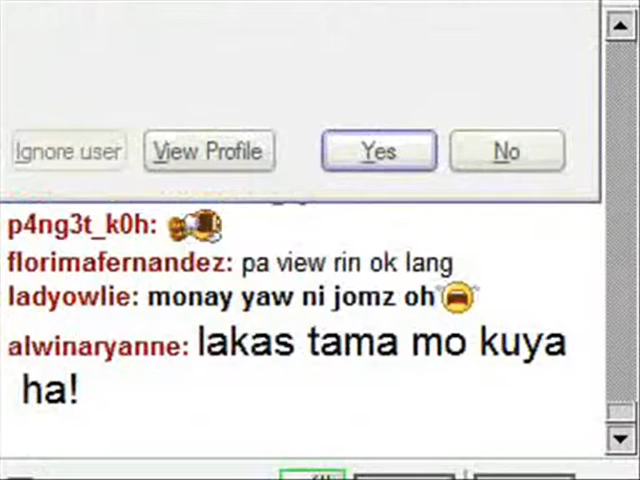 Ignore user View Profile Yes No
p4ng3t_k0h:
florimafernandez: pa view rin ok lang
ladyowlie: monay yaw ni jomz oh
alwinaryanne: lakas tama mo kuya
ha!